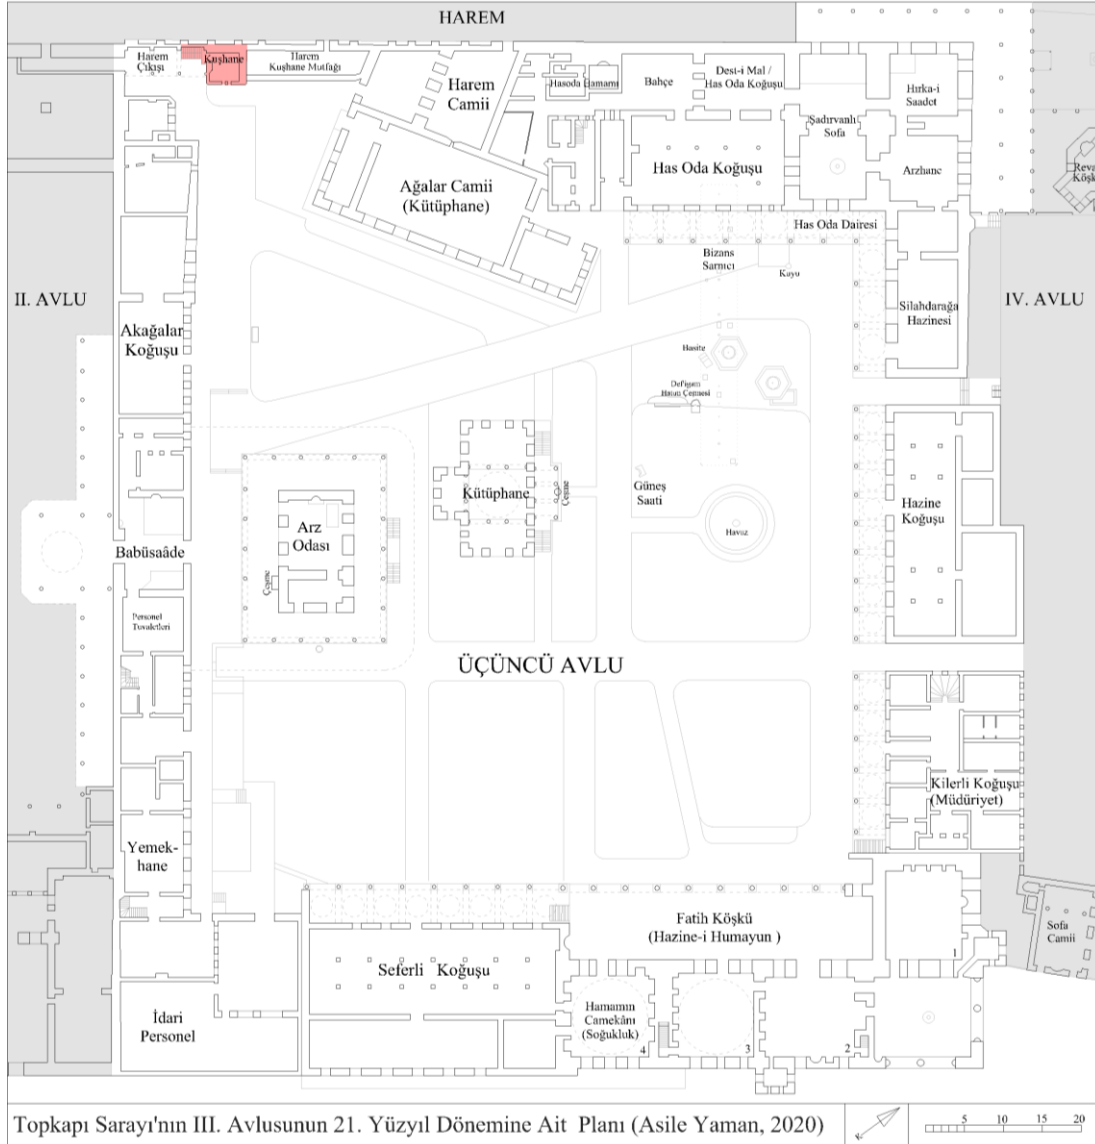 HAREM
Harem
Çıkışı
Kuşhane
Harem
Kuşhane Mutfağı
Harem
Camii
Hasoda Hamamı
Bahçe
Dest-i Mal /
Has Oda Koğuşu
Hırka-i
Saadet
Şadırvanlı
Sofa
Has Oda Koğuşu
Arzhane
Ağalar Camii
(Kütüphane)
Has Oda Dairesi
Bizans
Sarnıcı
Kuyu
II. AVLU
IV. AVLU
Silahdarağa
Hazinesi
Akağalar
Koğuşu
Hasite
Hatun Çeşmesi
Güneş
Saati
Kütüphane
Çeşme
Hazine
Koğuşu
Arz
Odası
Çeşme
Havuz
Babüsaâde
Personel
Tuvaletleri
ÜÇÜNCÜ AVLU
Kilerli Koğuşu
(Müdüriyet)
Yemek-
hane
Fatih Köşkü
(Hazine-i Humayun )
1
Sofa
Camii
Seferli Koğuşu
Hamamın
Camekânı
(Soğukluk)
4
3
2
İdari
Personel
Topkapı Sarayı'nın III. Avlusunun 21. Yüzyıl Dönemine Ait Planı (Asile Yaman, 2020)
K
5 10 15 20